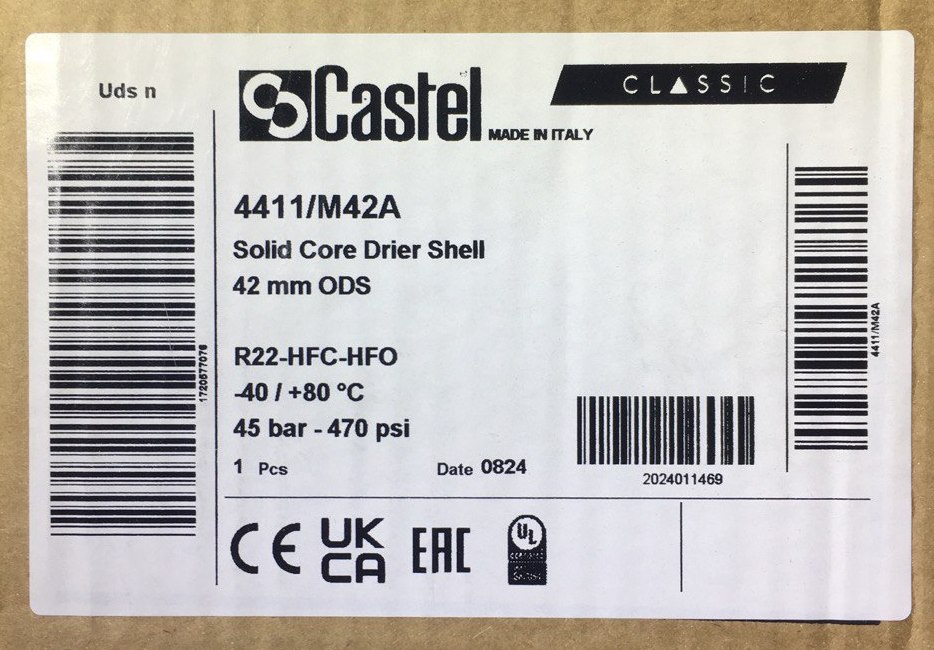 Uds n
Castel MADE IN ITALY
CLASSIC
4411/M42A
Solid Core Drier Shell
42 mm ODS
R22-HFC-HFO
-40 / +80 °C
45 bar - 470 psi
1 Pcs
Date 0824
2024011469
1720577076
4411/M42A
CE
UK
CA
EAC
UL